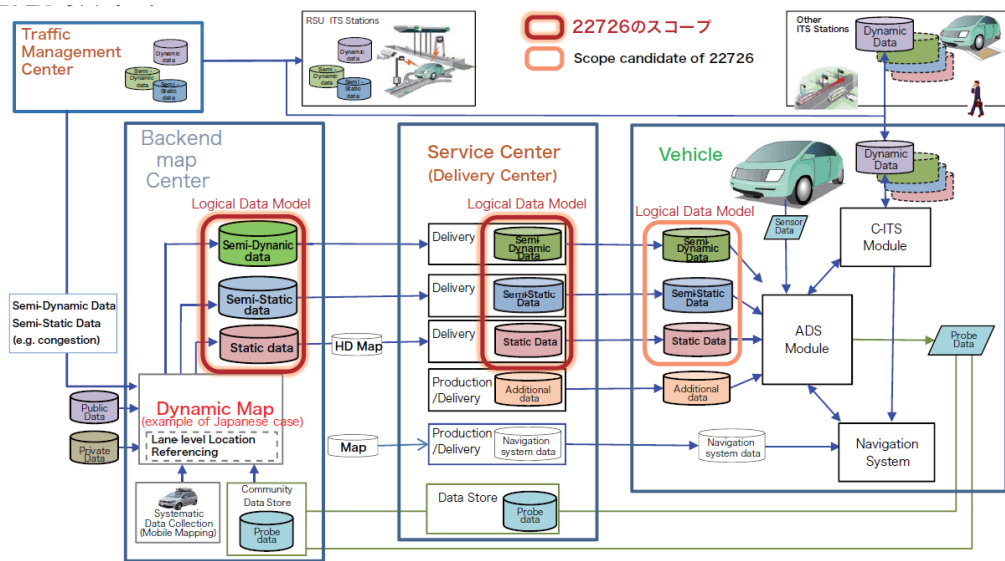 Traffic
Management
Center
Dynamic
data
Semi -
Dynamic
data
Semi -
Static
data
RSU ITS Stations
Dynamic
data
Semi -
Dynamic
data
Semi -
Static
data
22726のスコープ
Scope candidate of 22726
Other
ITS Stations
Dynamic
Data
Backend
map
Center
Logical Data Model
Semi-Dynamic
data
Semi-Static
data
Static data
HD Map
Semi-Dynamic Data
Semi-Static Data
(e.g. congestion)
Public
Data
Private
Data
Dynamic Map
(example of Japanese case)
Lane level Location
Referencing
Map
Systematic
Data Collection
(Mobile Mapping)
Community
Data Store
Probe
data
Service Center
(Delivery Center)
Logical Data Model
Delivery
Semi-
Dynamic
Data
Delivery
Semi-Static
Data
Delivery
Static Data
Production
/Delivery
Additional
data
Production
/Delivery
Navigation
system data
Data Store
Probe
data
Vehicle
Dynamic
Data
Logical Data Model
Semi-
Dynamic
Data
Semi-Static
Data
Static Data
Additional
data
Navigation
system data
Sensor
Data
C-ITS
Module
ADS
Module
Probe
Data
Navigation
System